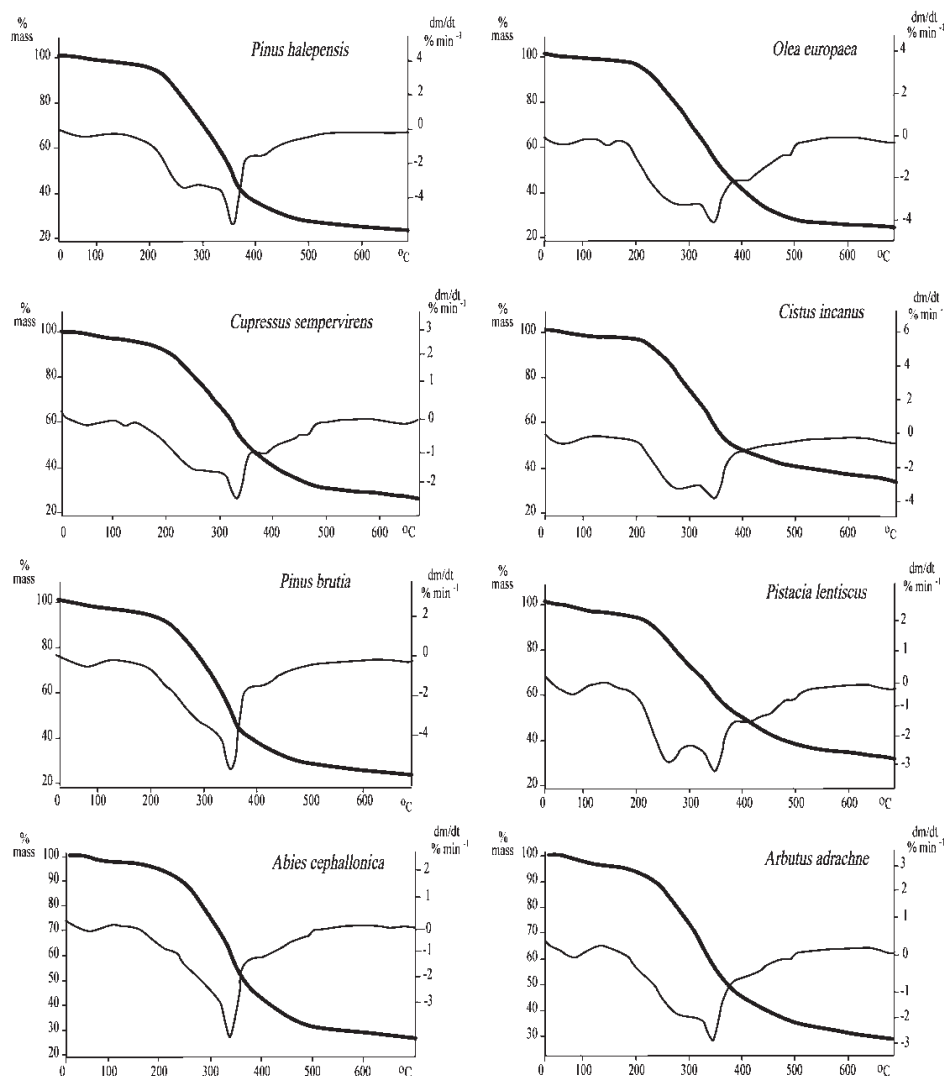 %
mass
dm/dt
% min -1
Pinus halepensis
100
80
60
40
20
4
2
0
-2
-4
0 100 200 300 400 500 600 °C
%
mass
dm/dt
% min -1
Olea europaea
100
80
60
40
20
4
2
0
-2
-4
0 100 200 300 400 500 600 °C
%
mass
dm/dt
% min -1
Cupressus sempervirens
100
80
60
40
20
3
2
1
0
-1
-2
0 100 200 300 400 500 600 °C
%
mass
dm/dt
% min -1
Cistus incanus
100
80
60
40
20
6
4
2
0
-2
-4
0 100 200 300 400 500 600 °C
%
mass
dm/dt
% min -1
Pinus brutia
100
80
60
40
20
2
0
-2
-4
0 100 200 300 400 500 600 °C
%
mass
dm/dt
% min -1
Pistacia lentiscus
100
80
60
40
20
2
0
-1
-2
-3
0 100 200 300 400 500 600 °C
%
mass
dm/dt
% min -1
Abies cephallonica
100
90
80
70
60
50
40
30
20
2
1
0
-1
-2
-3
0 100 200 300 400 500 600 °C
%
mass
dm/dt
% min -1
Arbutus adrachne
100
90
80
70
60
50
40
30
3
2
1
0
-1
-2
-3
0 100 200 300 400 500 600 °C